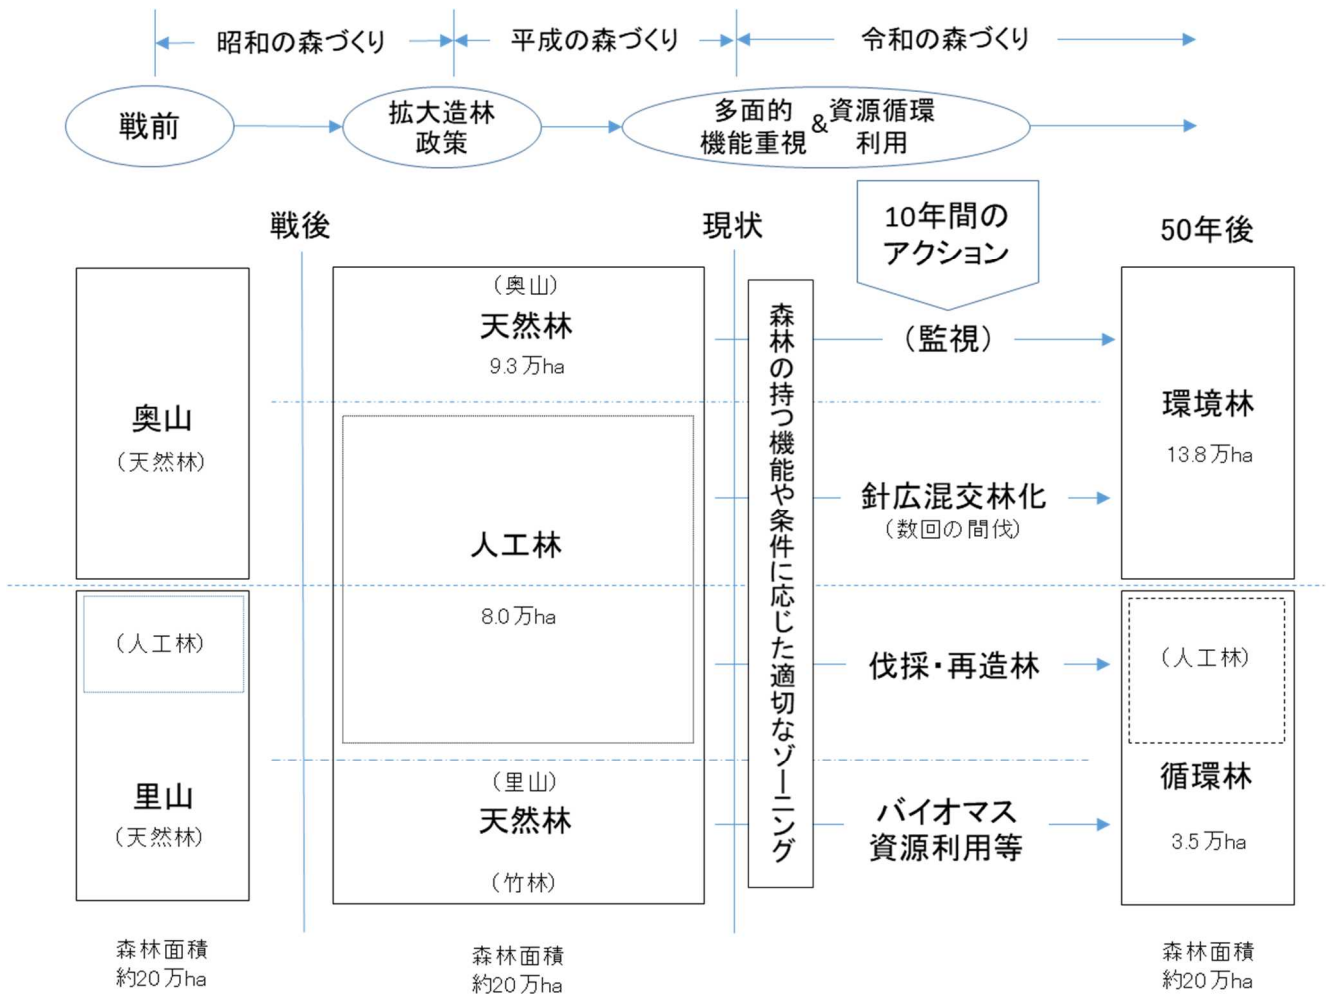 昭和の森づくり
平成の森づくり
令和の森づくり
戦前
拡大造林
政策
多面的
機能重視
&
資源循環
利用
戦後
現状
10年間の
アクション
50年後
奥山
（天然林）
（人工林）
里山
（天然林）
森林面積
約20万ha
（奥山）
天然林
9.3万ha
人工林
8.0万ha
（里山）
天然林
（竹林）
森林面積
約20万ha
森林の持つ機能や条件に応じた適切なゾーニング
（監視）
針広混交林化
（数回の間伐）
伐採・再造林
バイオマス
資源利用等
環境林
13.8万ha
（人工林）
循環林
3.5万ha
森林面積
約20万ha